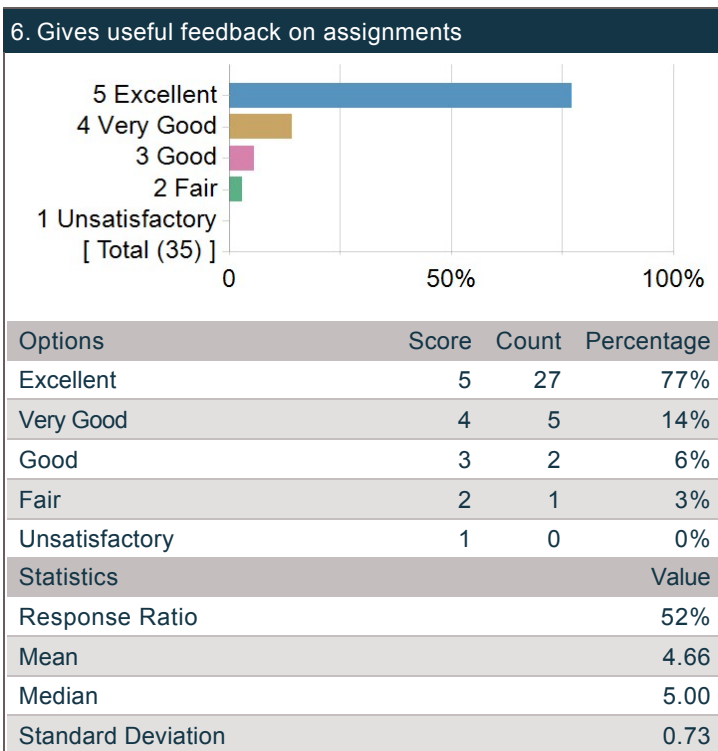 6. Gives useful feedback on assignments
5 Excellent
4 Very Good
3 Good
2 Fair
1 Unsatisfactory
[ Total (35) ]
0 50% 100%
Options Score Count Percentage
Excellent 5 27 77%
Very Good 4 5 14%
Good 3 2 6%
Fair 2 1 3%
Unsatisfactory 1 0 0%
Statistics Value
Response Ratio 52%
Mean 4.66
Median 5.00
Standard Deviation 0.73